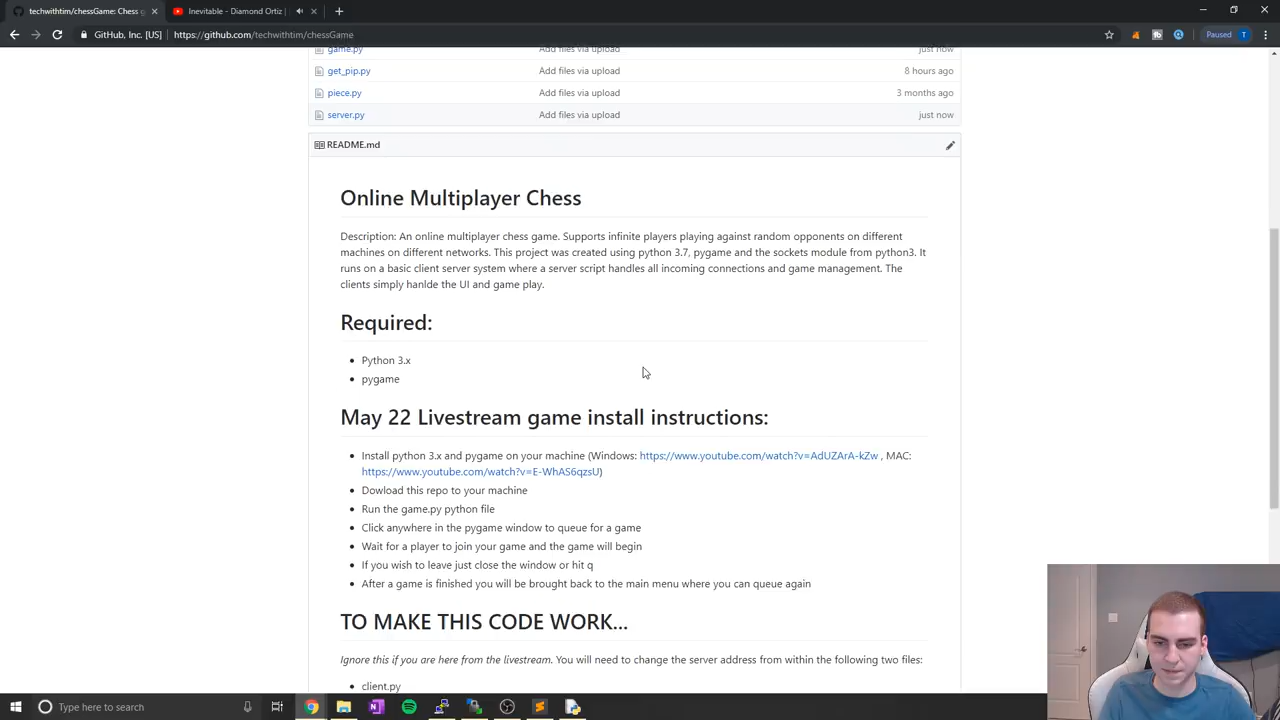 techwithtim/chessGame: Chess g
Inevitable - Diamond Ortiz |
GitHub, Inc. [US] | https://github.com/techwithtim/chessGame
Paused
T
game.py Add files via upload just now
get_pip.py Add files via upload 8 hours ago
piece.py Add files via upload 3 months ago
server.py Add files via upload just now
README.md
Online Multiplayer Chess
Description: An online multiplayer chess game. Supports infinite players playing against random opponents on different
machines on different networks. This project was created using python 3.7, pygame and the sockets module from python3. It
runs on a basic client server system where a server script handles all incoming connections and game management. The
clients simply hanlde the UI and game play.
Required:
Python 3.x
pygame
May 22 Livestream game install instructions:
Install python 3.x and pygame on your machine (Windows: https://www.youtube.com/watch?v=AdUZArA-kZw , MAC:
https://www.youtube.com/watch?v=E-WhAS6qzsU)
Dowload this repo to your machine
Run the game.py python file
Click anywhere in the pygame window to queue for a game
Wait for a player to join your game and the game will begin
If you wish to leave just close the window or hit q
After a game is finished you will be brought back to the main menu where you can queue again
TO MAKE THIS CODE WORK...
Ignore this if you are here from the livestream. You will need to change the server address from within the following two files:
client.py
Type here to search